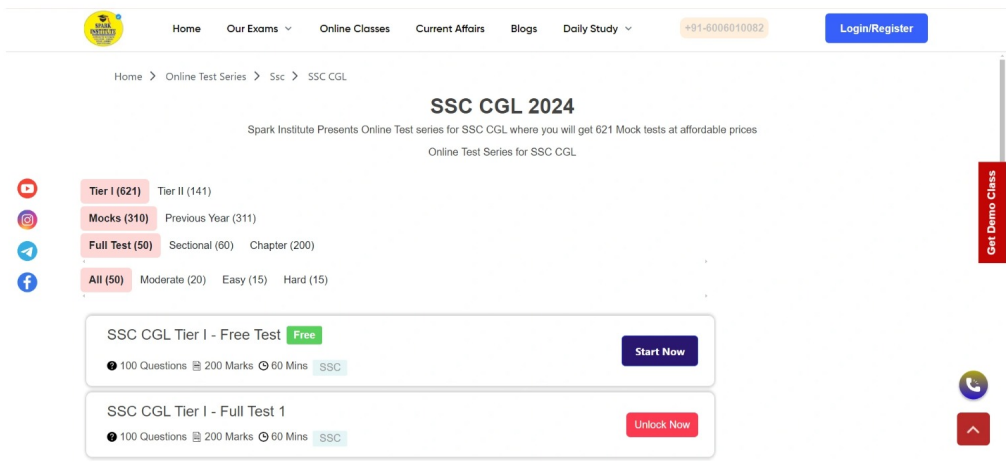 SPARK
INSTITUTE
Home Our Exams Online Classes Current Affairs Blogs Daily Study +91-6006010082 Login/Register
Home > Online Test Series > Ssc > SSC CGL
SSC CGL 2024
Spark Institute Presents Online Test series for SSC CGL where you will get 621 Mock tests at affordable prices
Online Test Series for SSC CGL
Tier I (621) Tier II (141)
Mocks (310) Previous Year (311)
Full Test (50) Sectional (60) Chapter (200)
All (50) Moderate (20) Easy (15) Hard (15)
Get Demo Class
SSC CGL Tier I - Free Test Free
100 Questions 200 Marks 60 Mins SSC
Start Now
SSC CGL Tier I - Full Test 1
100 Questions 200 Marks 60 Mins SSC
Unlock Now